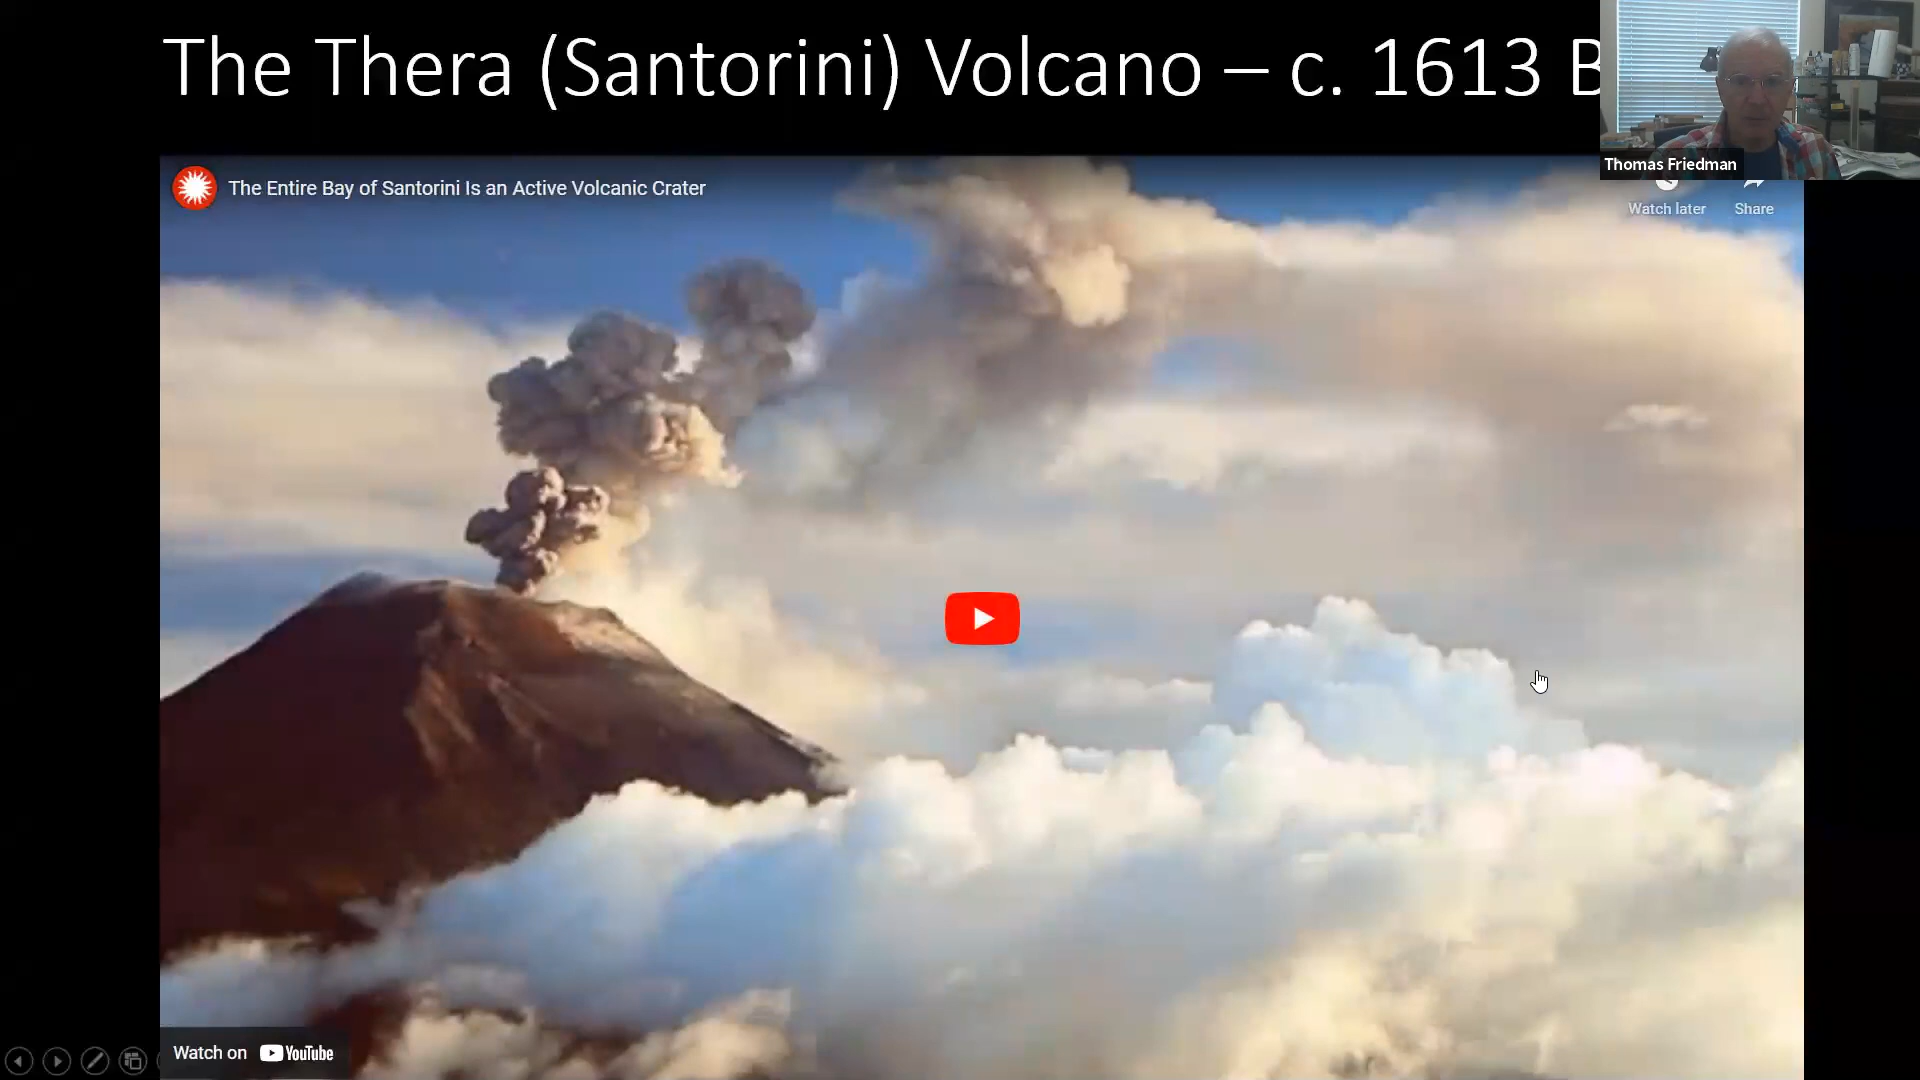 The Thera (Santorini) Volcano – c. 1613 B
Thomas Friedman
The Entire Bay of Santorini Is an Active Volcanic Crater
Watch later
Share
Watch on YouTube